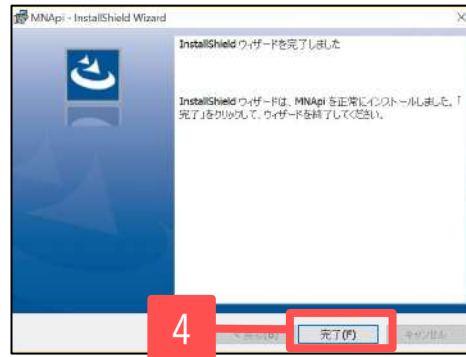 MNApi - InstallShield Wizard
InstallShield ウィザードを完了しました
InstallShield ウィザードは、MNApi を正常にインストールしました。「
完了」をクリックして、ウィザードを終了してください。
4
完了(F)
キャンセル